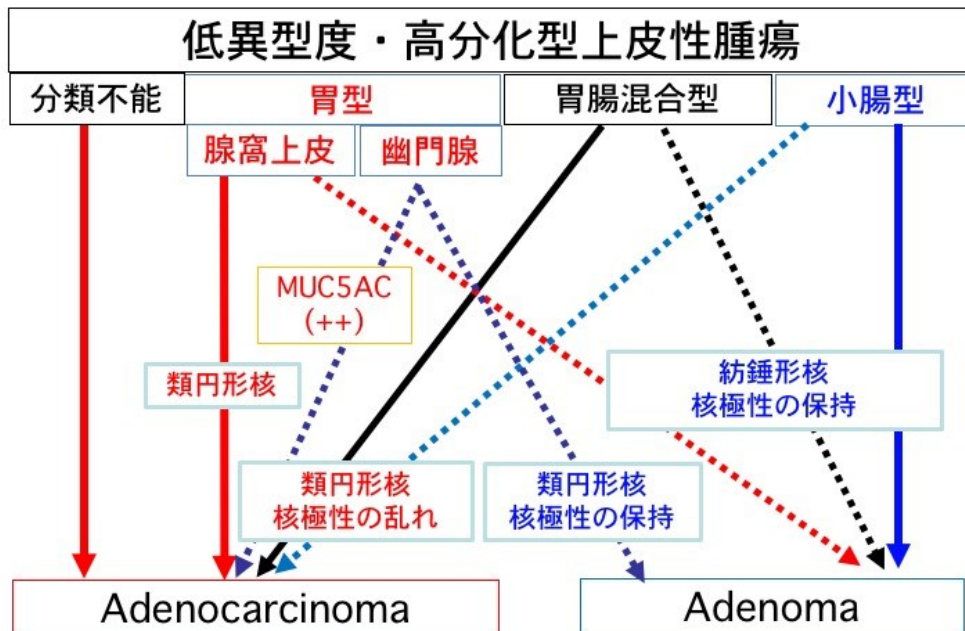 低異型度・高分化型上皮性腫瘍
分類不能
胃型
胃腸混合型
小腸型
腺窩上皮
幽門腺
MUC5AC
(++)
類円形核
紡錘形核
核極性の保持
類円形核
核極性の乱れ
類円形核
核極性の保持
Adenocarcinoma
Adenoma